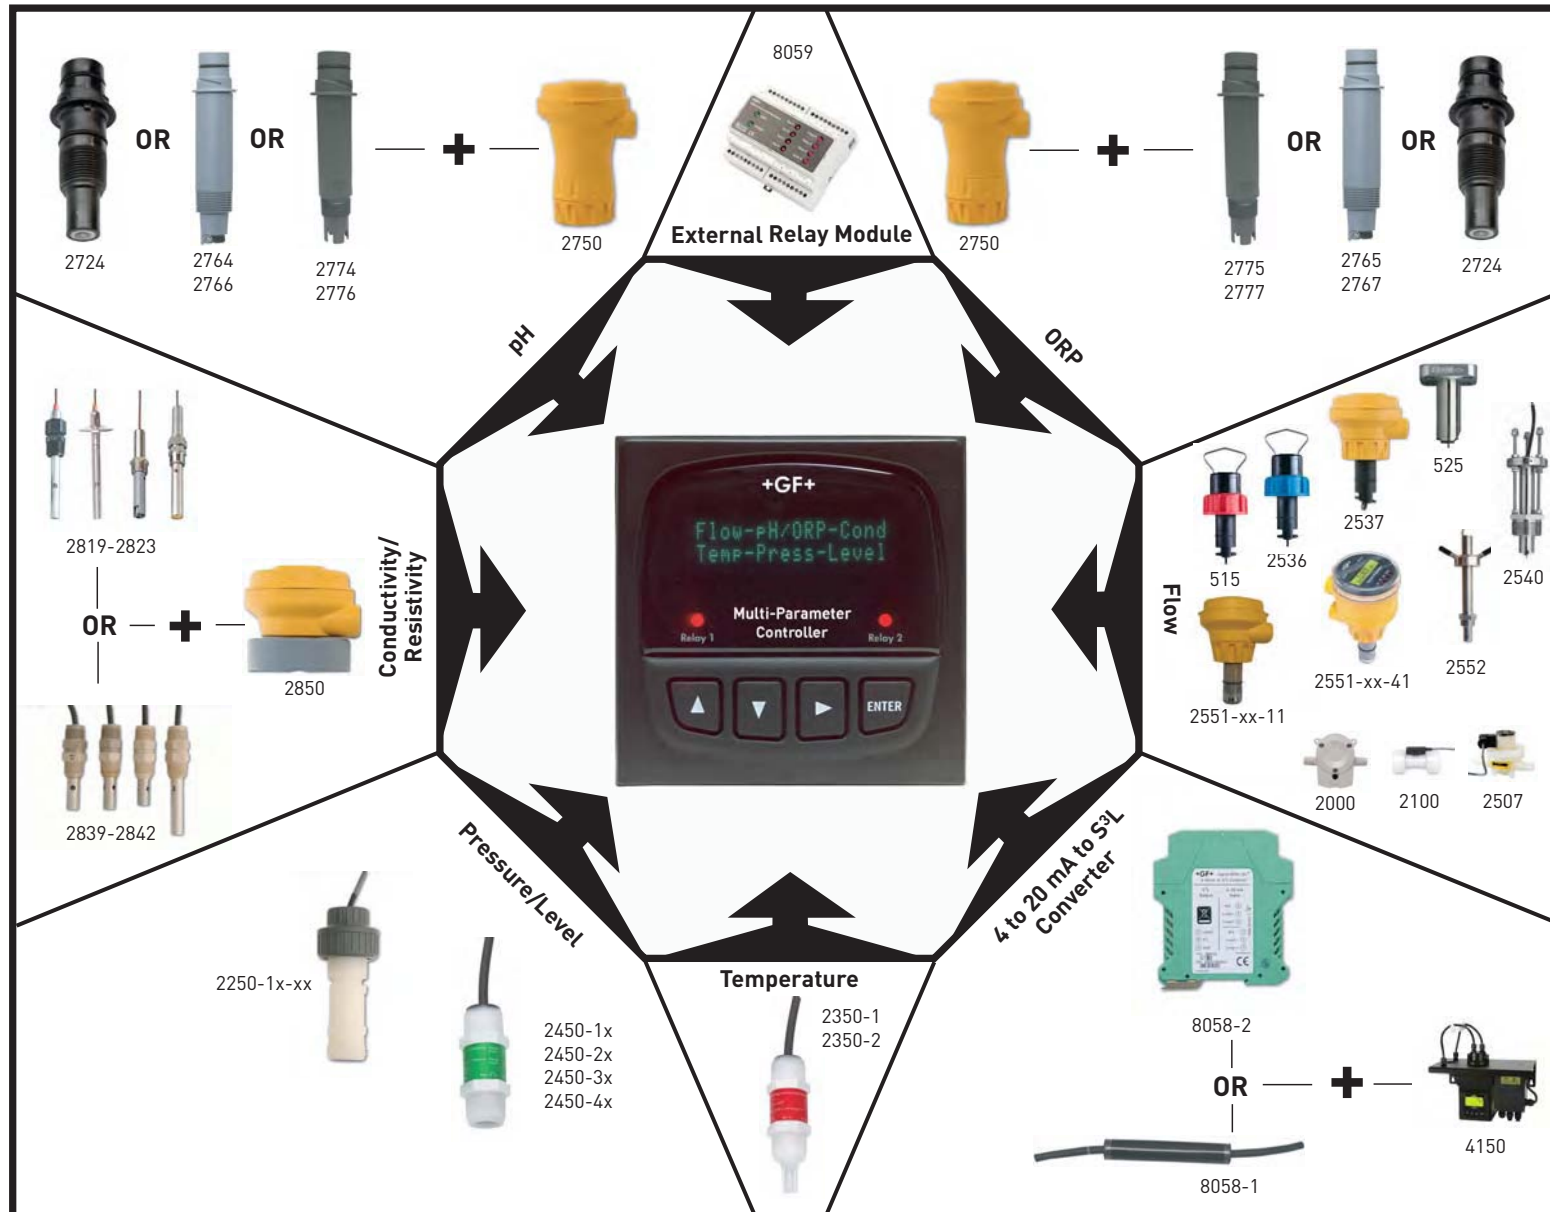 8059
OR
OR
2724
2764
2766
2774
2776
2750
External Relay Module
2750
OR
OR
2775
2777
2765
2767
2724
pH
ORP
2819-2823
OR
2850
2839-2842
Conductivity/
Resistivity
+GF+
Flow-pH/ORP-Cond
Temp-Press-Level
Multi-Parameter
Controller
Relay 1
Relay 2
ENTER
Flow
525
2537
515
2536
2540
2551-xx-11
2551-xx-41
2552
2000
2100
2507
Pressure/Level
2250-1x-xx
2450-1x
2450-2x
2450-3x
2450-4x
Temperature
2350-1
2350-2
4 to 20 mA to S³L
Converter
+GF+
CE
8058-2
OR
8058-1
4150